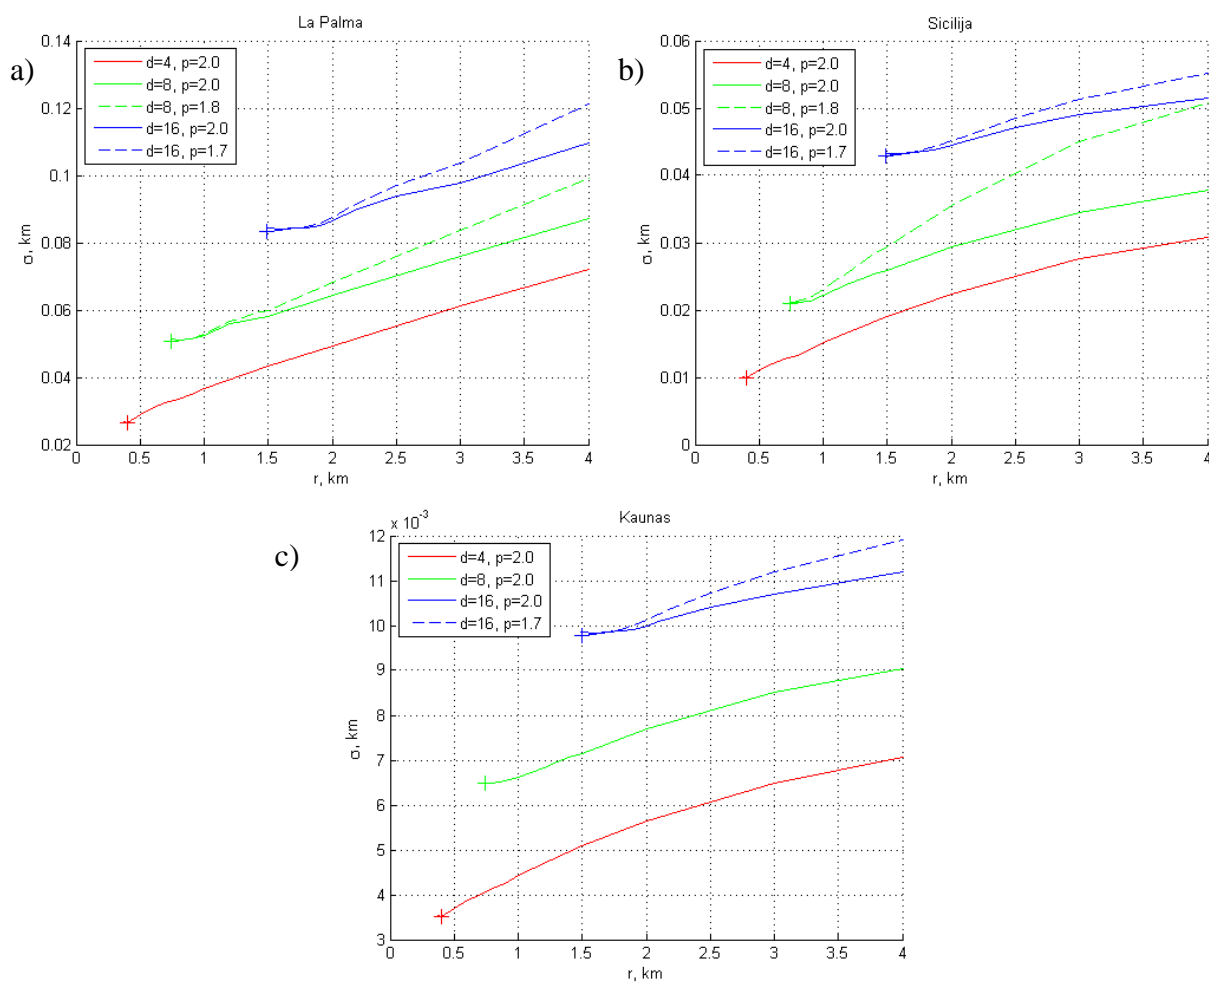 La Palma
a)
0.14
0.12
0.1
0.08
0.06
0.04
0.02
σ, km
d=4, p=2.0
d=8, p=2.0
d=8, p=1.8
d=16, p=2.0
d=16, p=1.7
0 0.5 1 1.5 2 2.5 3 3.5 4
r, km
Sicilija
b)
0.06
0.05
0.04
0.03
0.02
0.01
0
σ, km
d=4, p=2.0
d=8, p=2.0
d=8, p=1.8
d=16, p=2.0
d=16, p=1.7
0 0.5 1 1.5 2 2.5 3 3.5 4
r, km
Kaunas
c)
x 10⁻³
12
11
10
9
8
7
6
5
4
3
σ, km
d=4, p=2.0
d=8, p=2.0
d=16, p=2.0
d=16, p=1.7
0 0.5 1 1.5 2 2.5 3 3.5 4
r, km